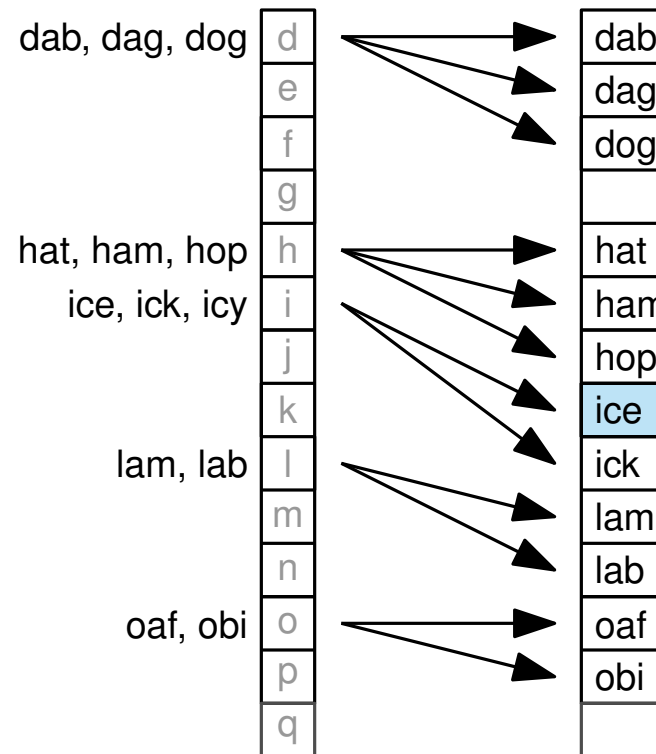 dab, dag, dog d dab
e dag
f dog
g
hat, ham, hop h hat
ice, ick, icy i ham
j hop
k ice
lam, lab l ick
m lam
n lab
oaf, obi o oaf
p obi
q